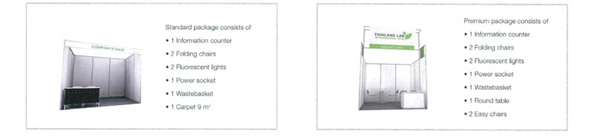 Standard package consists of
• 1 Information counter
• 2 Folding chairs
• 2 Fluorescent lights
• 1 Power socket
• 1 Wastebasket
• 1 Carpet 9 m²
THAILAND LAB
Premium package consists of
• 1 Information counter
• 2 Folding chairs
• 2 Fluorescent lights
• 1 Power socket
• 1 Wastebasket
• 1 Round table
• 2 Easy chairs